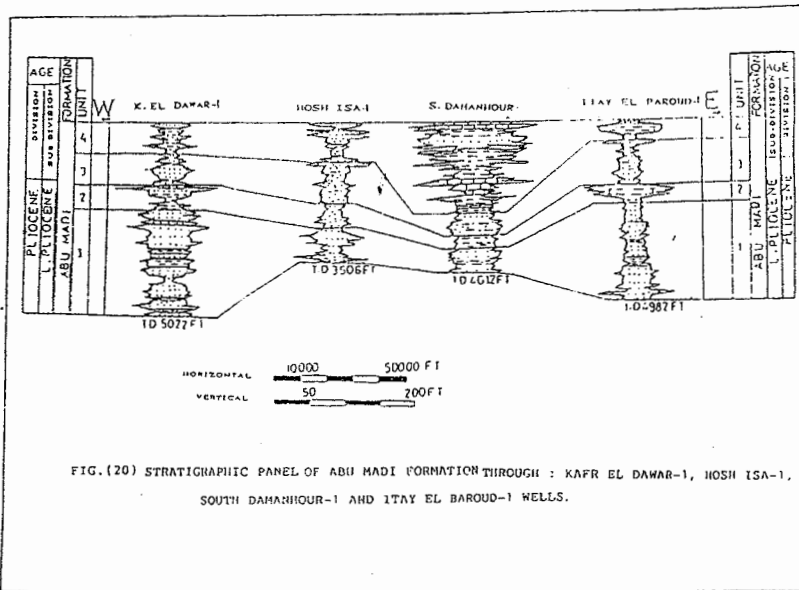 AGE
DIVISION
SUB DIVISION
FORMATION
UNIT
W
K. EL DAWAR-1
HOSH ISA-1
S. DAMANHOUR-
ITAY EL BAROUD-1
E
UNIT
FORMATION
AGE
SUB-DIVISION
DIVISION
4
3
2
1
PLIOCENE
L. PLIOCENE
ABU MADI
3
2
1
ABU MADI
L. PLIOCENE
PLIOCENE
T.D 5022 FT
T.D 3506 FT
T.D 4612 FT
HORIZONTAL
10000
50000 FT
VERTICAL
50
200 FT
FIG.(20) STRATIGRAPHIC PANEL OF ABU MADI FORMATION THROUGH : KAFR EL DAWAR-1, HOSH ISA-1,
SOUTH DAMANHOUR-1 AND ITAY EL BAROUD-1 WELLS.